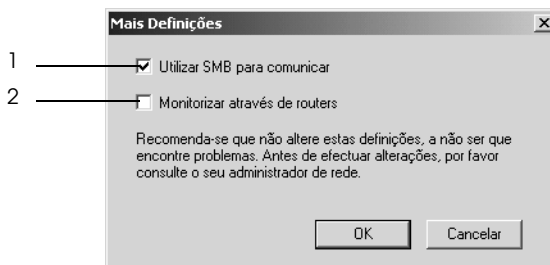 Mais Definições
1
Utilizar SMB para comunicar
2
Monitorizar através de routers
Recomenda-se que não altere estas definições, a não ser que
encontre problemas. Antes de efectuar alterações, por favor
consulte o seu administrador de rede.
OK
Cancelar